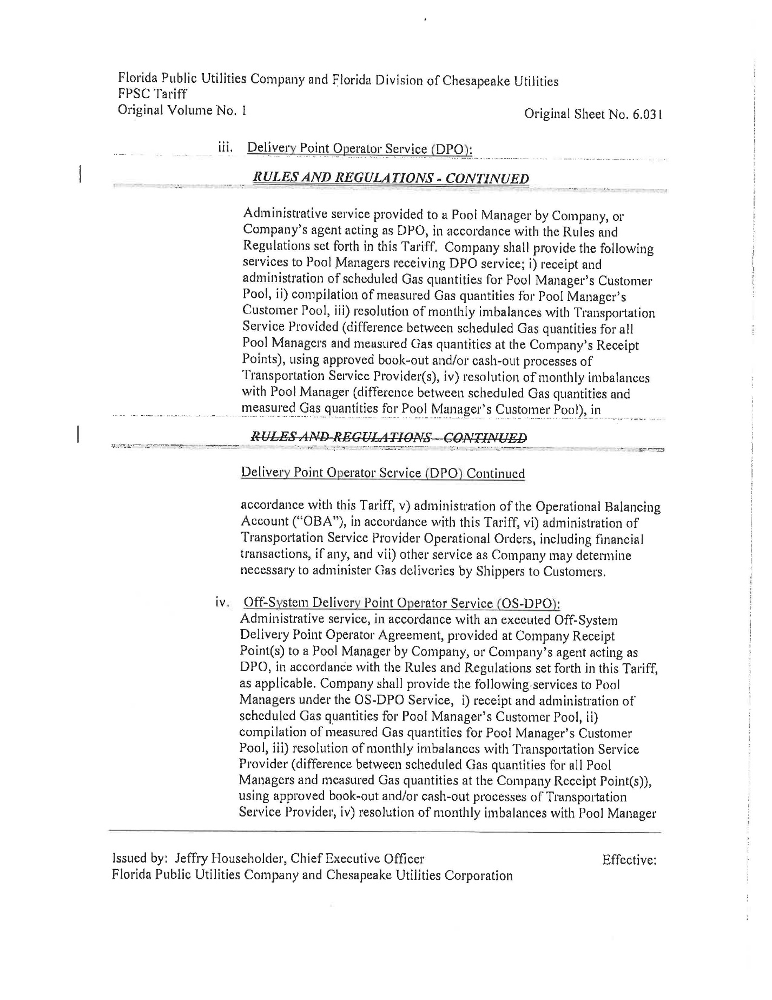 Florida Public Utilities Company and Florida Division of Chesapeake Utilities
FPSC Tariff
Original Volume No. 1
Original Sheet No. 6.031
iii. Delivery Point Operator Service (DPO):
RULES AND REGULATIONS - CONTINUED
Administrative service provided to a Pool Manager by Company, or
Company's agent acting as DPO, in accordance with the Rules and
Regulations set forth in this Tariff. Company shall provide the following
services to Pool Managers receiving DPO service; i) receipt and
administration of scheduled Gas quantities for Pool Manager's Customer
Pool, ii) compilation of measured Gas quantities for Pool Manager's
Customer Pool, iii) resolution of monthly imbalances with Transportation
Service Provided (difference between scheduled Gas quantities for all
Pool Managers and measured Gas quantities at the Company's Receipt
Points), using approved book-out and/or cash-out processes of
Transportation Service Provider(s), iv) resolution of monthly imbalances
with Pool Manager (difference between scheduled Gas quantities and
measured Gas quantities for Pool Manager's Customer Pool), in
RULES AND REGULATIONS - CONTINUED
Delivery Point Operator Service (DPO) Continued
accordance with this Tariff, v) administration of the Operational Balancing
Account ("OBA"), in accordance with this Tariff, vi) administration of
Transportation Service Provider Operational Orders, including financial
transactions, if any, and vii) other service as Company may determine
necessary to administer Gas deliveries by Shippers to Customers.
iv. Off-System Delivery Point Operator Service (OS-DPO):
Administrative service, in accordance with an executed Off-System
Delivery Point Operator Agreement, provided at Company Receipt
Point(s) to a Pool Manager by Company, or Company's agent acting as
DPO, in accordance with the Rules and Regulations set forth in this Tariff,
as applicable. Company shall provide the following services to Pool
Managers under the OS-DPO Service, i) receipt and administration of
scheduled Gas quantities for Pool Manager's Customer Pool, ii)
compilation of measured Gas quantities for Pool Manager's Customer
Pool, iii) resolution of monthly imbalances with Transportation Service
Provider (difference between scheduled Gas quantities for all Pool
Managers and measured Gas quantities at the Company Receipt Point(s)),
using approved book-out and/or cash-out processes of Transportation
Service Provider, iv) resolution of monthly imbalances with Pool Manager
Issued by: Jeffry Householder, Chief Executive Officer
Effective:
Florida Public Utilities Company and Chesapeake Utilities Corporation